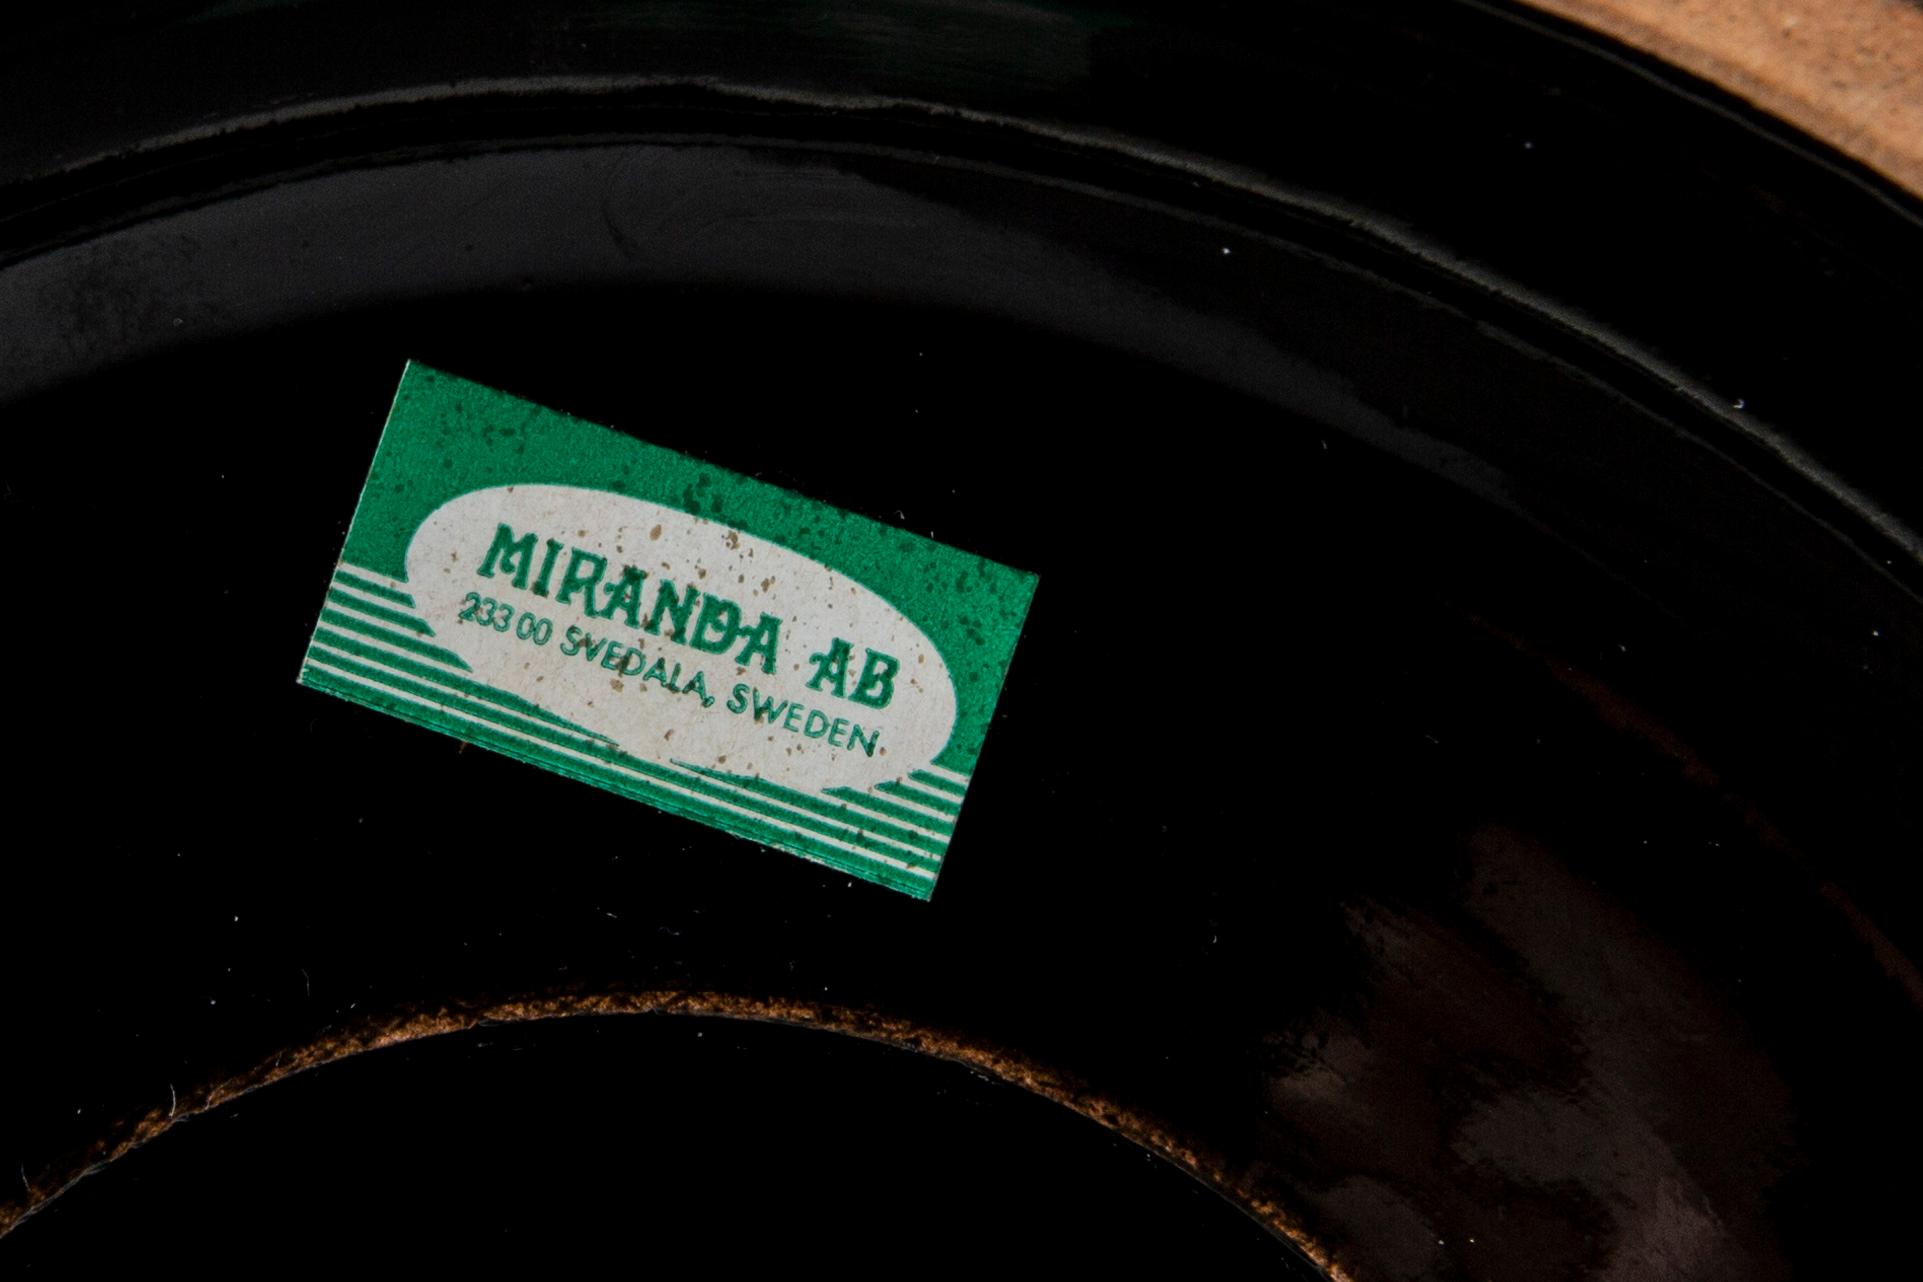 MIRANDA AB
233 00 SVEDALA, SWEDEN